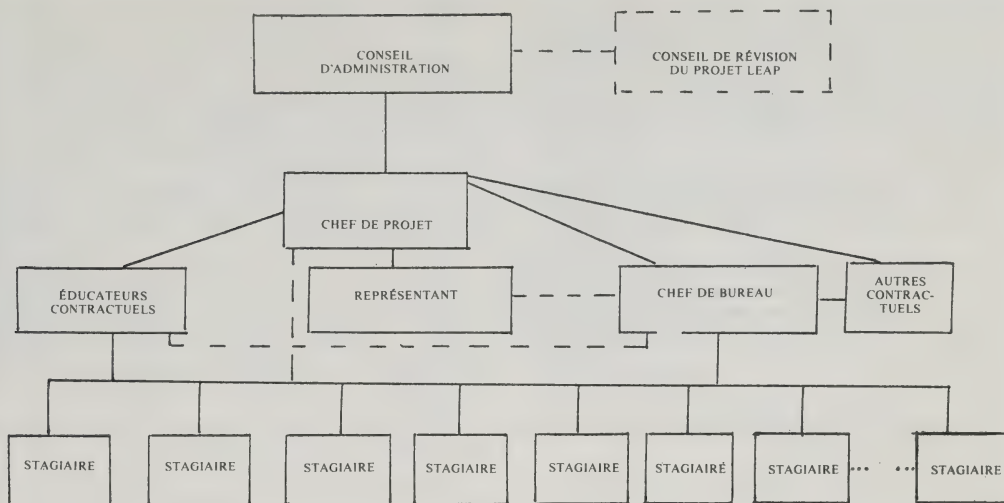 CONSEIL
D'ADMINISTRATION
CONSEIL DE RÉVISION
DU PROJET LEAP
CHEF DE PROJET
ÉDUCATEURS
CONTRACTUELS
REPRÉSENTANT
CHEF DE BUREAU
AUTRES
CONTRAC-
TUELS
STAGIAIRE
STAGIAIRE
STAGIAIRE
STAGIAIRE
STAGIAIRE
STAGIAIRÉ
STAGIAIRE
STAGIAIRE